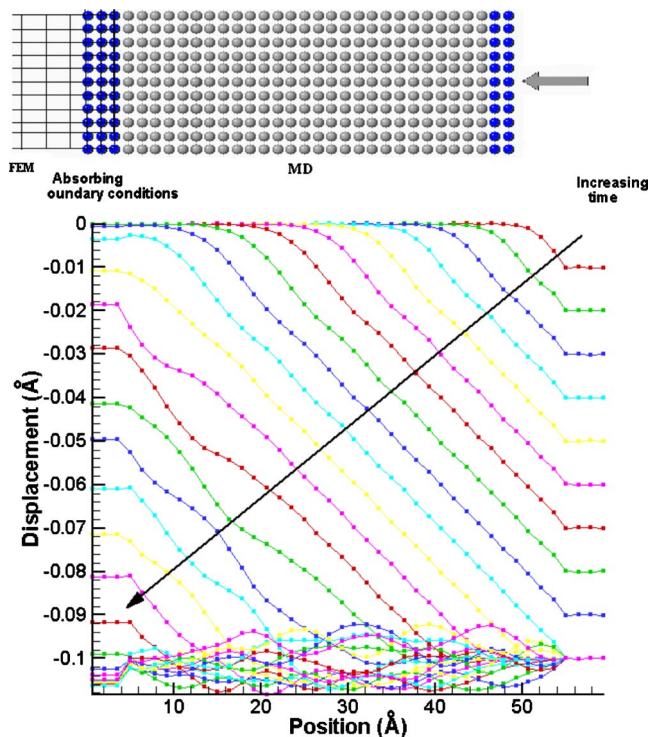 FEM
MD
Absorbing
oundary conditions
Increasing
time
0
-0.01
-0.02
-0.03
-0.04
-0.05
-0.06
-0.07
-0.08
-0.09
-0.1
Displacement (Å)
10
20
30
40
50
Position (Å)